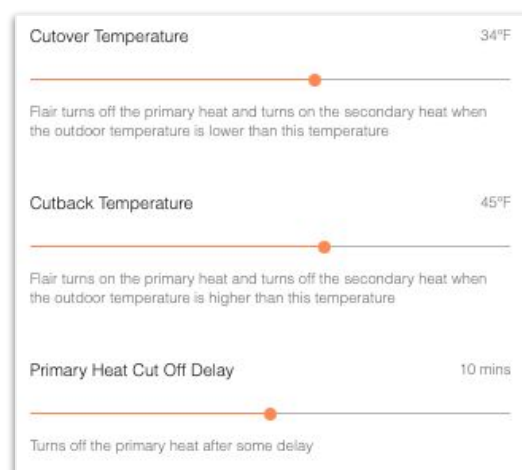 Cutover Temperature 34°F
Flair turns off the primary heat and turns on the secondary heat when
the outdoor temperature is lower than this temperature
Cutback Temperature 45°F
Flair turns on the primary heat and turns off the secondary heat when
the outdoor temperature is higher than this temperature
Primary Heat Cut Off Delay 10 mins
Turns off the primary heat after some delay